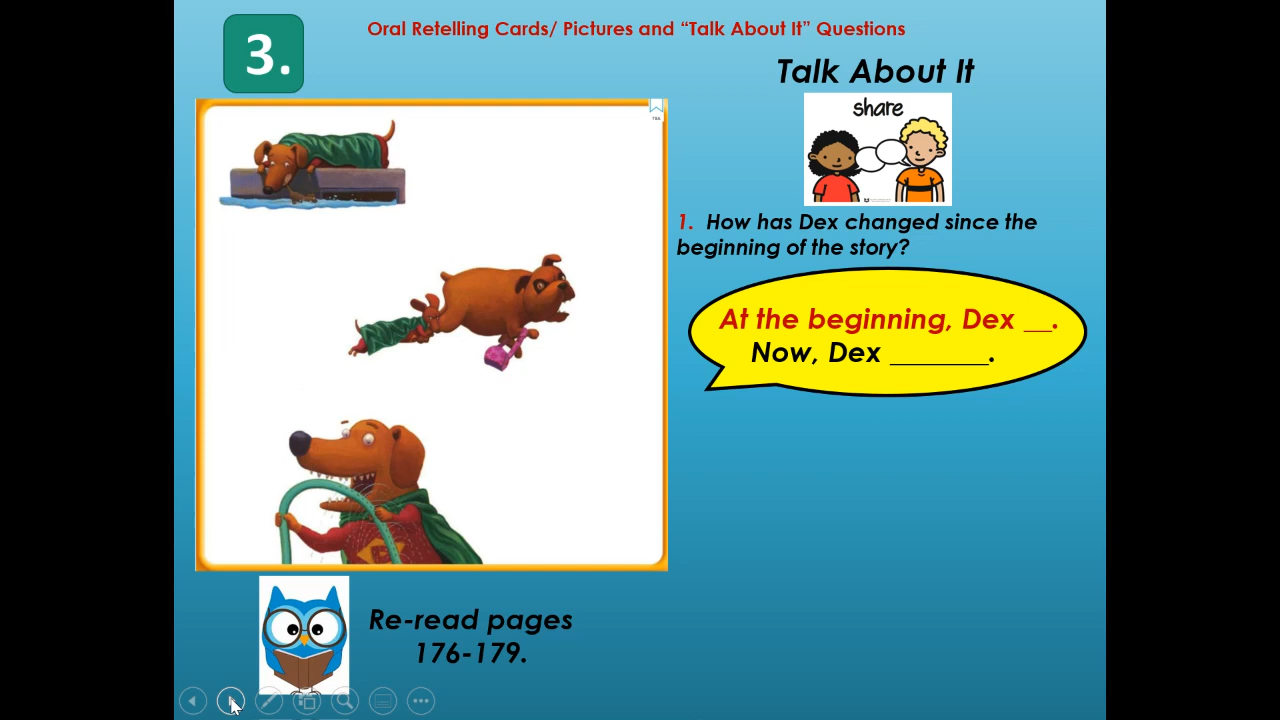 3.
Oral Retelling Cards/ Pictures and “Talk About It” Questions
Talk About It
share
1. How has Dex changed since the
beginning of the story?
At the beginning, Dex __.
Now, Dex _______.
Re-read pages
176-179.